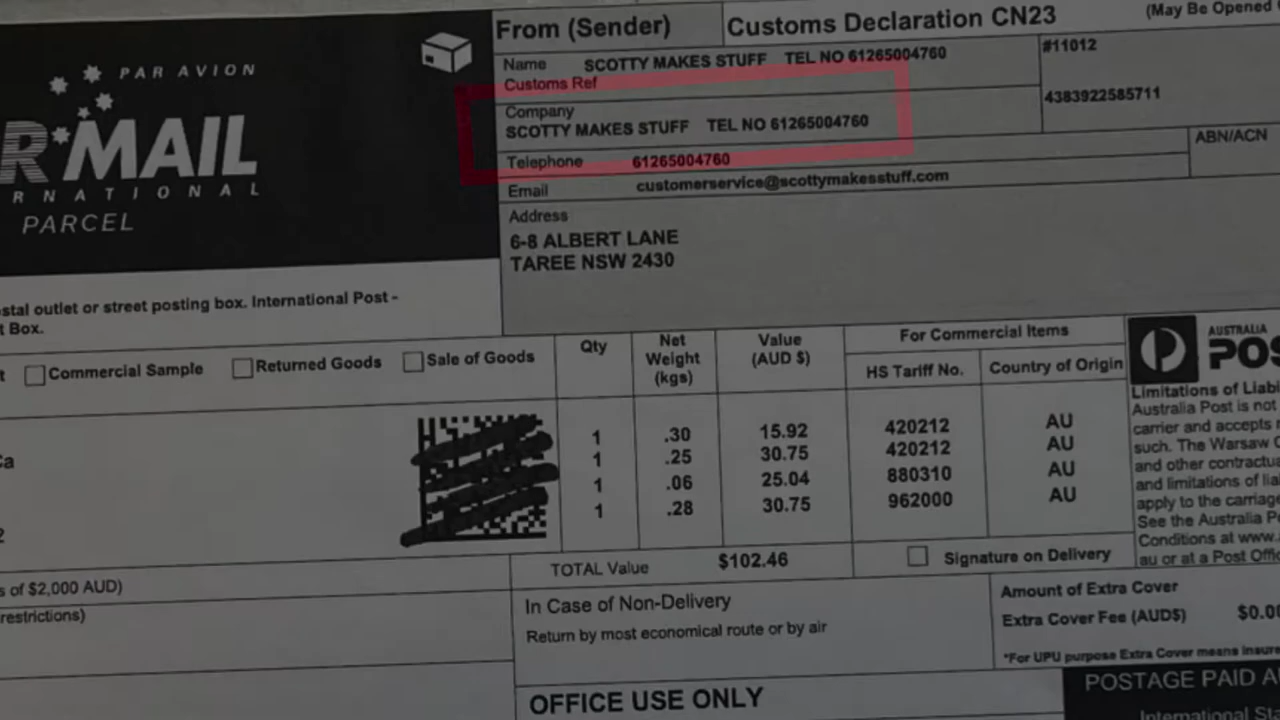 From (Sender)
Customs Declaration CN23
(May Be Opened
PAR AVION
R MAIL
R N A T I O N A L
PARCEL
Name SCOTTY MAKES STUFF TEL NO 61265004760
#11012
Customs Ref
4383922585711
Company
SCOTTY MAKES STUFF TEL NO 61265004760
ABN/ACN
Telephone 61265004760
Email customerservice@scottymakesstuff.com
Address
6-8 ALBERT LANE
TAREE NSW 2430
stal outlet or street posting box. International Post -
t Box.
t Commercial Sample Returned Goods Sale of Goods
Qty Net Weight (kgs) Value (AUD $) For Commercial Items
HS Tariff No. Country of Origin
1 .30 15.92 420212 AU
1 .25 30.75 420212 AU
1 .06 25.04 880310 AU
1 .28 30.75 962000 AU
Ca
2
AUSTRALIA
POS
Limitations of Liabi
Australia Post is not
carrier and accepts
such. The Warsaw C
and other contractua
and limitations of lia
apply to the carriage
See the Australia P
Conditions at www.
au or at a Post Offic
TOTAL Value $102.46
Signature on Delivery
s of $2,000 AUD)
restrictions)
In Case of Non-Delivery
Return by most economical route or by air
Amount of Extra Cover
Extra Cover Fee (AUD$) $0.0
*For UPU purpose Extra Cover means insure
OFFICE USE ONLY
POSTAGE PAID A
International Sta